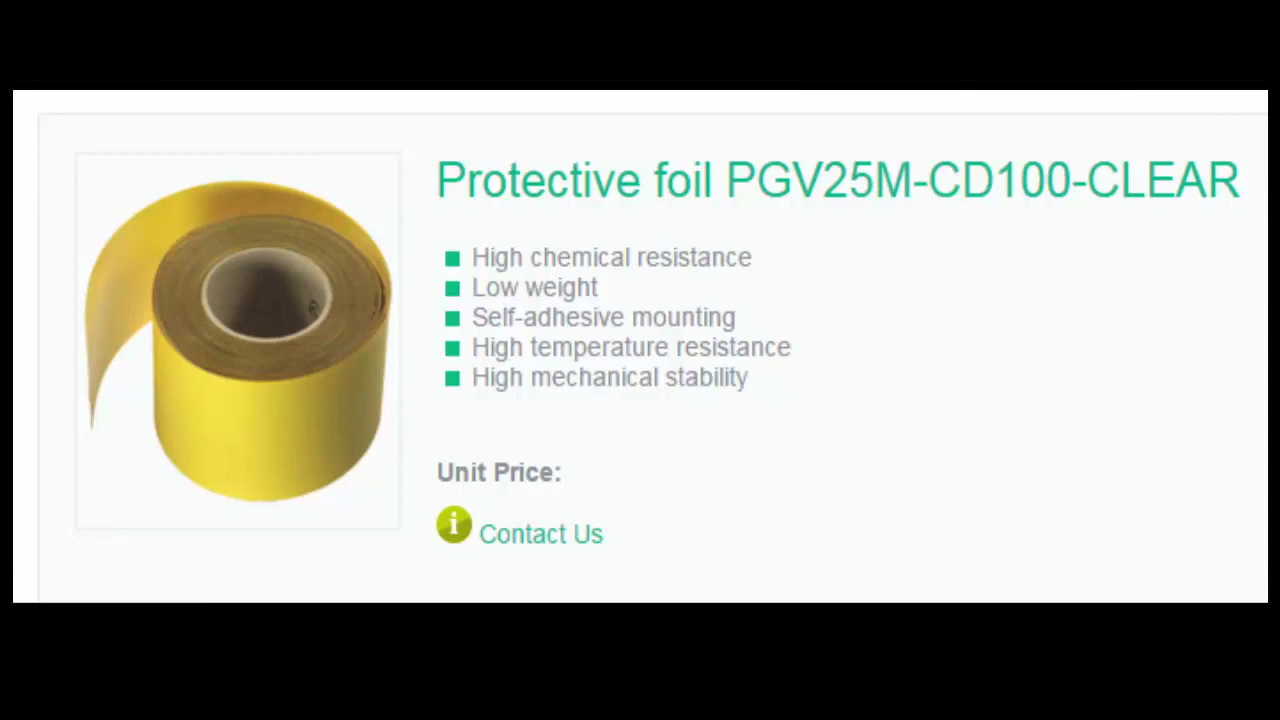 Protective foil PGV25M-CD100-CLEAR
High chemical resistance
Low weight
Self-adhesive mounting
High temperature resistance
High mechanical stability
Unit Price:
i Contact Us